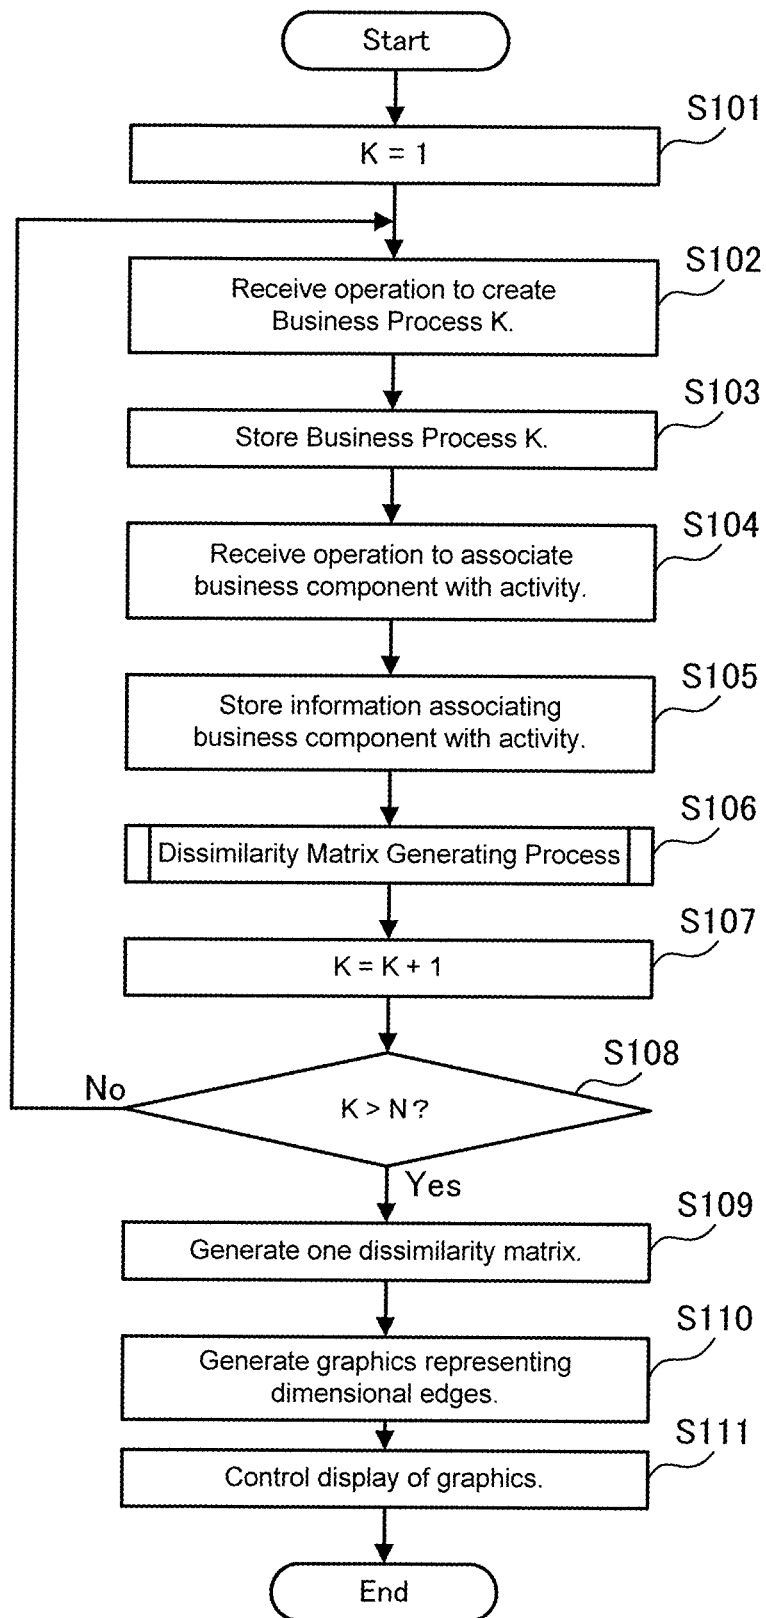 Start
S101
K = 1
S102
Receive operation to create
Business Process K.
S103
Store Business Process K.
S104
Receive operation to associate
business component with activity.
S105
Store information associating
business component with activity.
S106
Dissimilarity Matrix Generating Process
S107
K = K + 1
S108
No
K > N ?
Yes
S109
Generate one dissimilarity matrix.
S110
Generate graphics representing
dimensional edges.
S111
Control display of graphics.
End